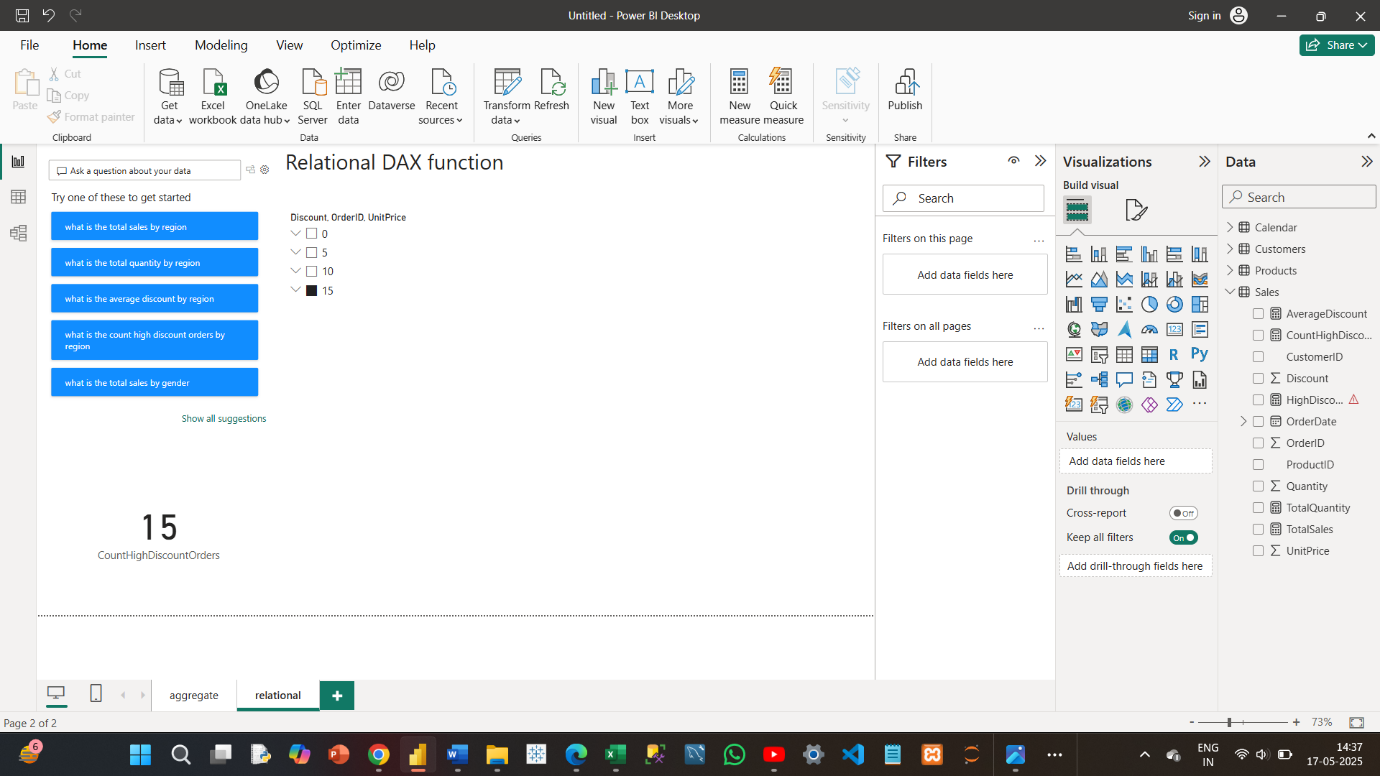 Untitled - Power BI Desktop
Sign in
File Home Insert Modeling View Optimize Help
Share
Paste
Cut
Copy
Format painter
Clipboard
Get data
Excel workbook
OneLake data hub
SQL Server
Enter data
Dataverse
Recent sources
Data
Transform data
Refresh
Queries
New visual
Text box
More visuals
Insert
New measure
Quick measure
Calculations
Sensitivity
Sensitivity
Publish
Share
Ask a question about your data
Try one of these to get started
what is the total sales by region
what is the total quantity by region
what is the average discount by region
what is the count high discount orders by
region
what is the total sales by gender
Show all suggestions
15
CountHighDiscountOrders
Relational DAX function
Discount, OrderID, UnitPrice
0
5
10
15
Filters
Search
Filters on this page
Add data fields here
Filters on all pages
Add data fields here
Visualizations
Build visual
123
R
Py
123
Values
Add data fields here
Drill through
Cross-report
Off
Keep all filters
On
Add drill-through fields here
Data
Search
Calendar
Customers
Products
Sales
AverageDiscount
CountHighDisco...
CustomerID
Discount
HighDisco...
OrderDate
OrderID
ProductID
Quantity
TotalQuantity
TotalSales
UnitPrice
aggregate
relational
Page 2 of 2
73%
6
ENG
IN
14:37
17-05-2025